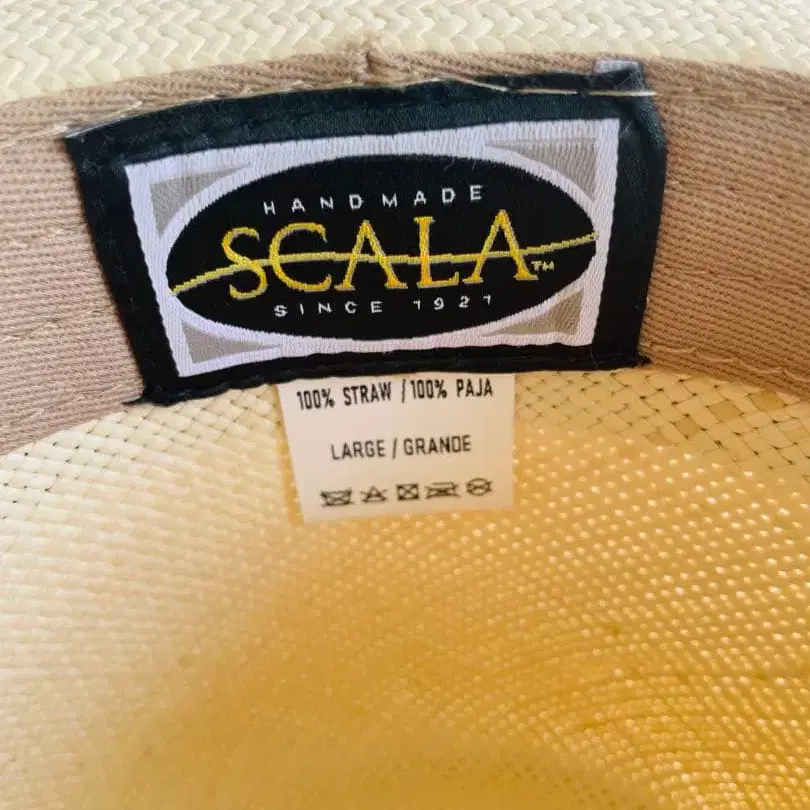 HANDMADE
SCALA™
SINCE 1921
100% STRAW / 100% PAJA
LARGE / GRANDE